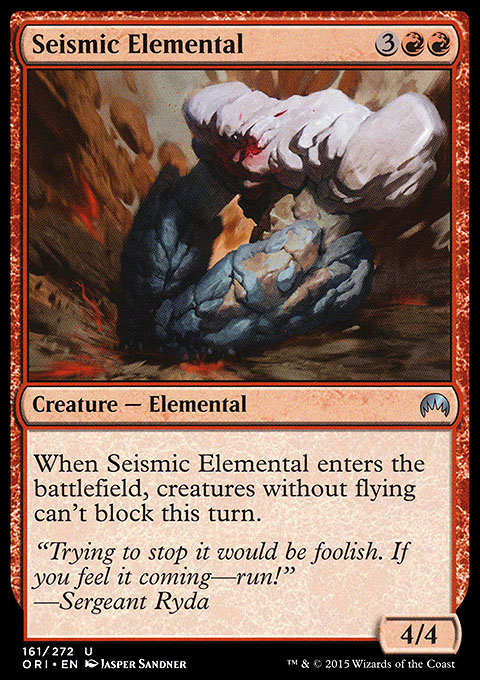 Seismic Elemental 3
Creature — Elemental
When Seismic Elemental enters the
battlefield, creatures without flying
can't block this turn.
“Trying to stop it would be foolish. If
you feel it coming—run!”
—Sergeant Ryda
4/4
161/272 U
ORI • EN JASPER SANDNER
™ & © 2015 Wizards of the Coast